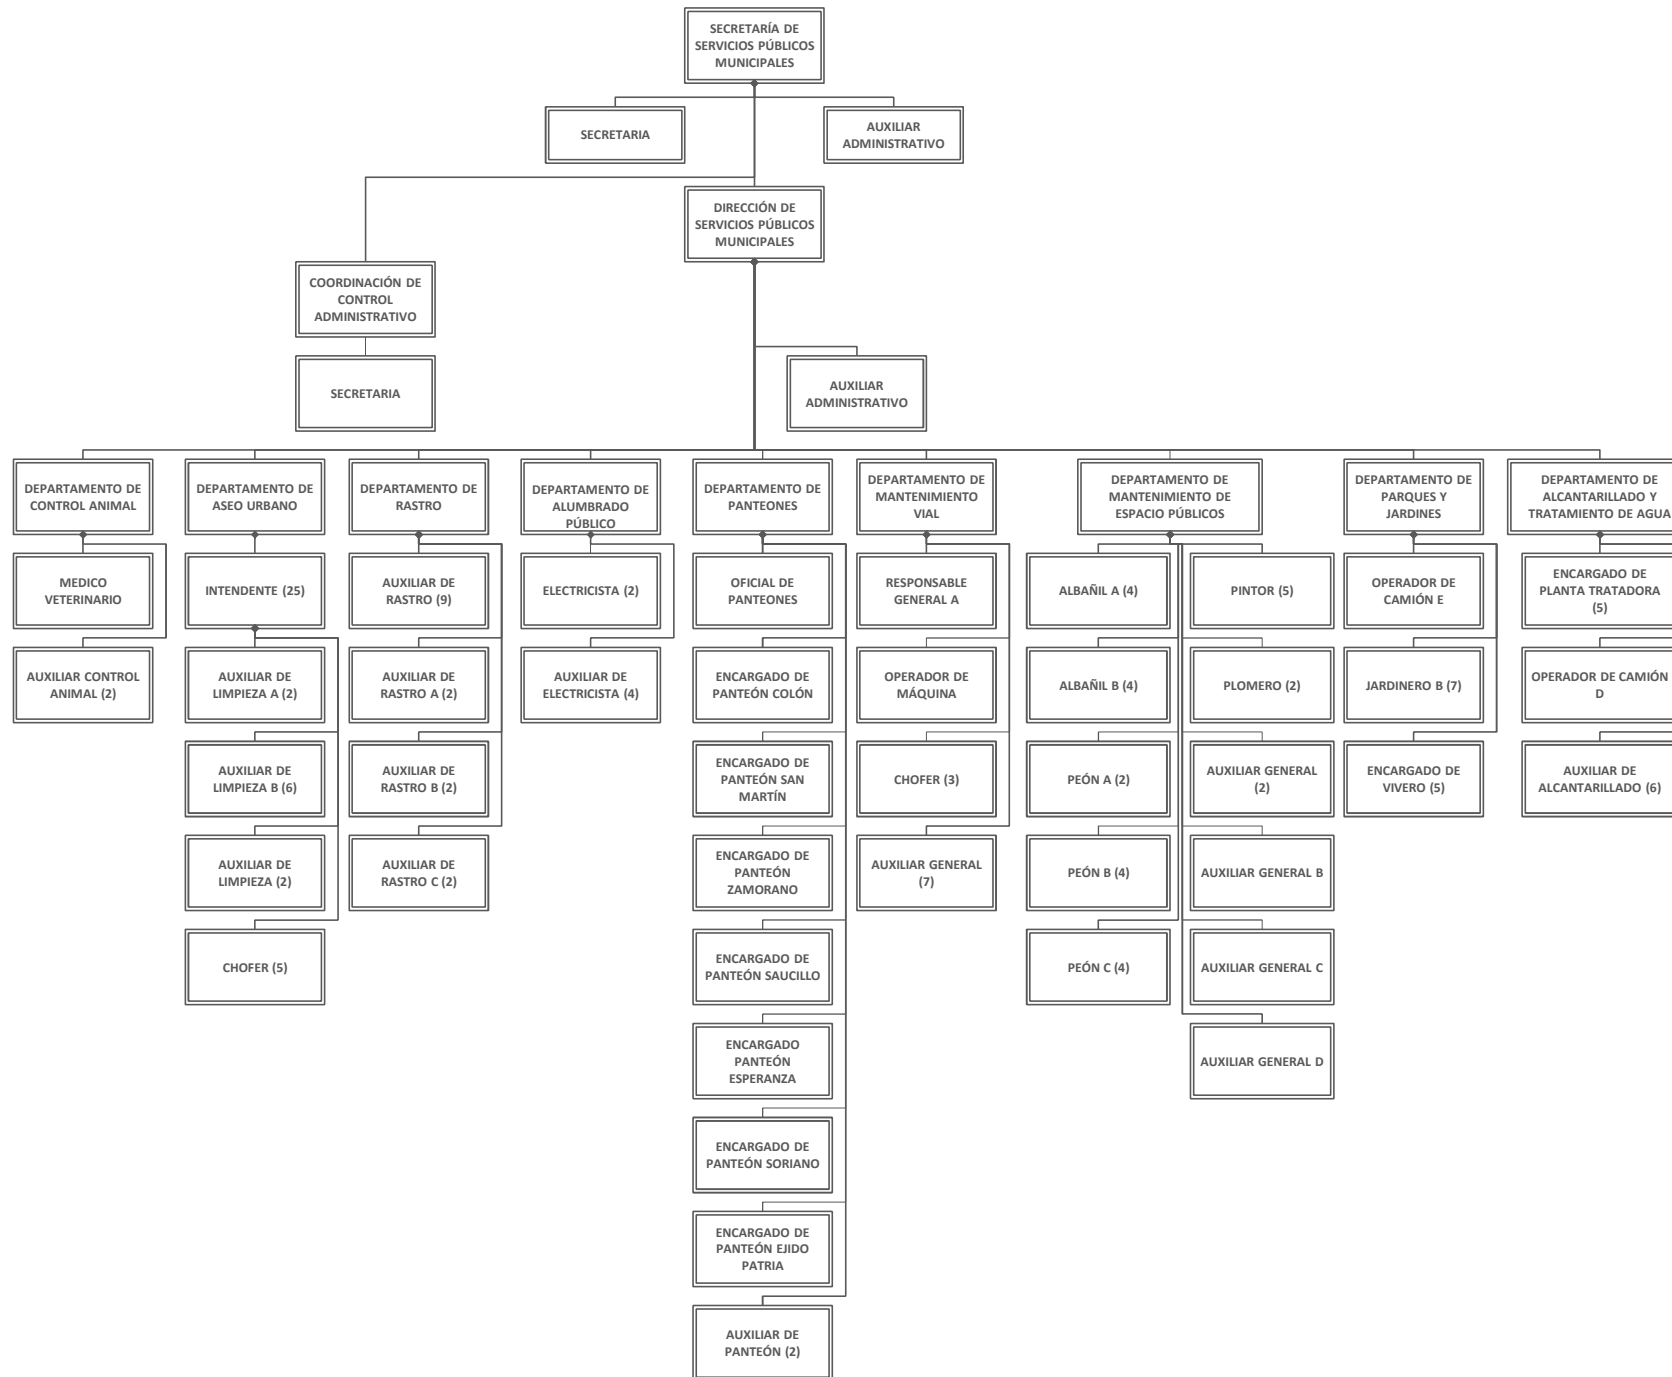 SECRETARÍA DE
SERVICIOS PÚBLICOS
MUNICIPALES
SECRETARIA
AUXILIAR
ADMINISTRATIVO
DIRECCIÓN DE
SERVICIOS PÚBLICOS
MUNICIPALES
COORDINACIÓN DE
CONTROL
ADMINISTRATIVO
SECRETARIA
AUXILIAR
ADMINISTRATIVO
DEPARTAMENTO DE
CONTROL ANIMAL
MEDICO
VETERINARIO
AUXILIAR CONTROL
ANIMAL (2)
DEPARTAMENTO DE
ASEO URBANO
INTENDENTE (25)
AUXILIAR DE
LIMPIEZA A (2)
AUXILIAR DE
LIMPIEZA B (6)
AUXILIAR DE
LIMPIEZA (2)
CHOFER (5)
DEPARTAMENTO DE
RASTRO
AUXILIAR DE
RASTRO (9)
AUXILIAR DE
RASTRO A (2)
AUXILIAR DE
RASTRO B (2)
AUXILIAR DE
RASTRO C (2)
DEPARTAMENTO DE
ALUMBRADO
PÚBLICO
ELECTRICISTA (2)
AUXILIAR DE
ELECTRICISTA (4)
DEPARTAMENTO DE
PANTEONES
OFICIAL DE
PANTEONES
ENCARGADO DE
PANTEÓN COLÓN
ENCARGADO DE
PANTEÓN SAN
MARTÍN
ENCARGADO DE
PANTEÓN
ZAMORANO
ENCARGADO DE
PANTEÓN SAUCILLO
ENCARGADO
PANTEÓN
ESPERANZA
ENCARGADO DE
PANTEÓN SORIANO
ENCARGADO DE
PANTEÓN EJIDO
PATRIA
AUXILIAR DE
PANTEÓN (2)
DEPARTAMENTO DE
MANTENIMIENTO
VIAL
RESPONSABLE
GENERAL A
OPERADOR DE
MÁQUINA
CHOFER (3)
AUXILIAR GENERAL
(7)
DEPARTAMENTO DE
MANTENIMIENTO DE
ESPACIO PÚBLICOS
ALBAÑIL A (4)
ALBAÑIL B (4)
PEÓN A (2)
PEÓN B (4)
PEÓN C (4)
PINTOR (5)
PLOMERO (2)
AUXILIAR GENERAL
(2)
AUXILIAR GENERAL B
AUXILIAR GENERAL C
AUXILIAR GENERAL D
DEPARTAMENTO DE
PARQUES Y
JARDINES
OPERADOR DE
CAMIÓN E
JARDINERO B (7)
ENCARGADO DE
VIVERO (5)
DEPARTAMENTO DE
ALCANTARILLADO Y
TRATAMIENTO DE AGUA
ENCARGADO DE
PLANTA TRATADORA
(5)
OPERADOR DE CAMIÓN
D
AUXILIAR DE
ALCANTARILLADO (6)